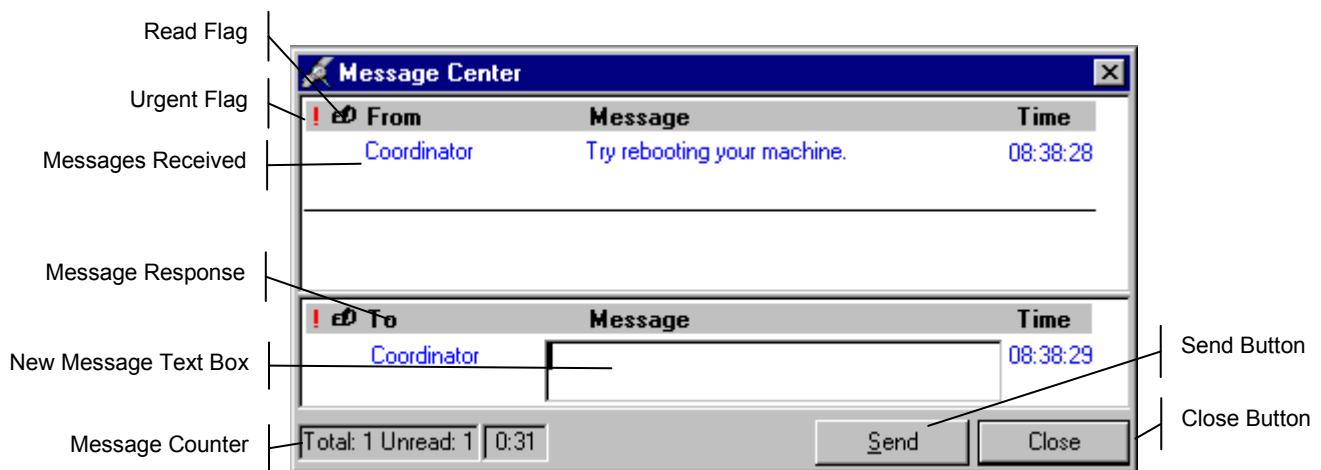 Read Flag
Message Center
Urgent Flag
! From Message Time
Messages Received
Coordinator Try rebooting your machine. 08:38:28
Message Response
! To Message Time
New Message Text Box
Coordinator 08:38:29
Send Button
Close Button
Message Counter
Total: 1 Unread: 1 0:31 Send Close